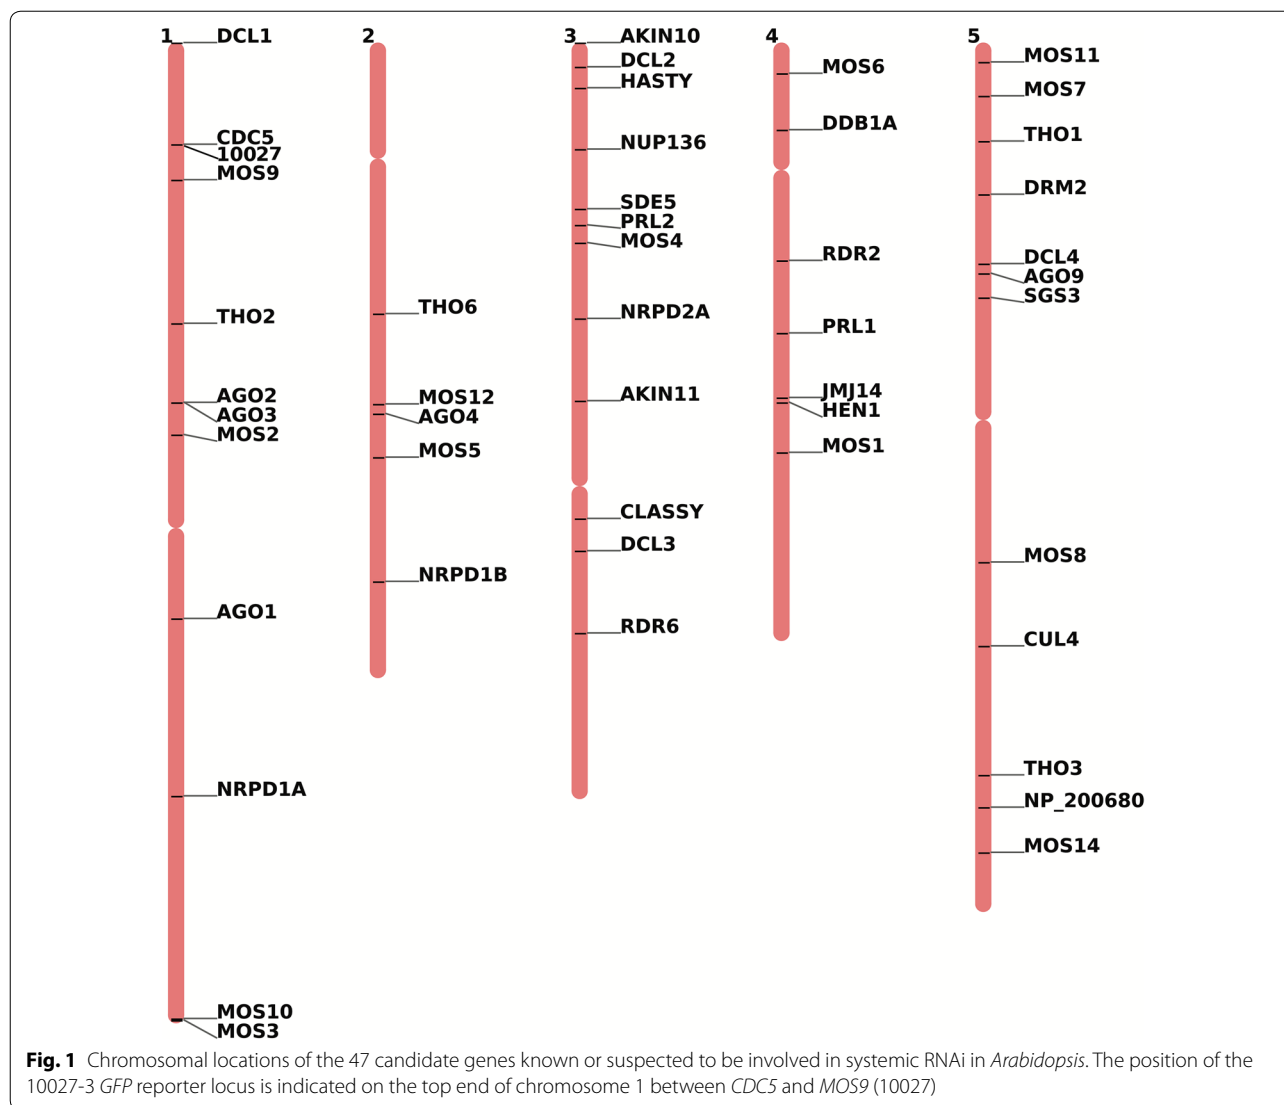 1
DCL1
CDC5
10027
MOS9
THO2
AGO2
AGO3
MOS2
AGO1
NRPD1A
MOS10
MOS3
2
THO6
MOS12
AGO4
MOS5
NRPD1B
3
AKIN10
DCL2
HASTY
NUP136
SDE5
PRL2
MOS4
NRPD2A
AKIN11
CLASSY
DCL3
RDR6
4
MOS6
DDB1A
RDR2
PRL1
JMJ14
HEN1
MOS1
5
MOS11
MOS7
THO1
DRM2
DCL4
AGO9
SGS3
MOS8
CUL4
THO3
NP_200680
MOS14
Fig. 1 Chromosomal locations of the 47 candidate genes known or suspected to be involved in systemic RNAi in Arabidopsis. The position of the
10027-3 GFP reporter locus is indicated on the top end of chromosome 1 between CDC5 and MOS9 (10027)